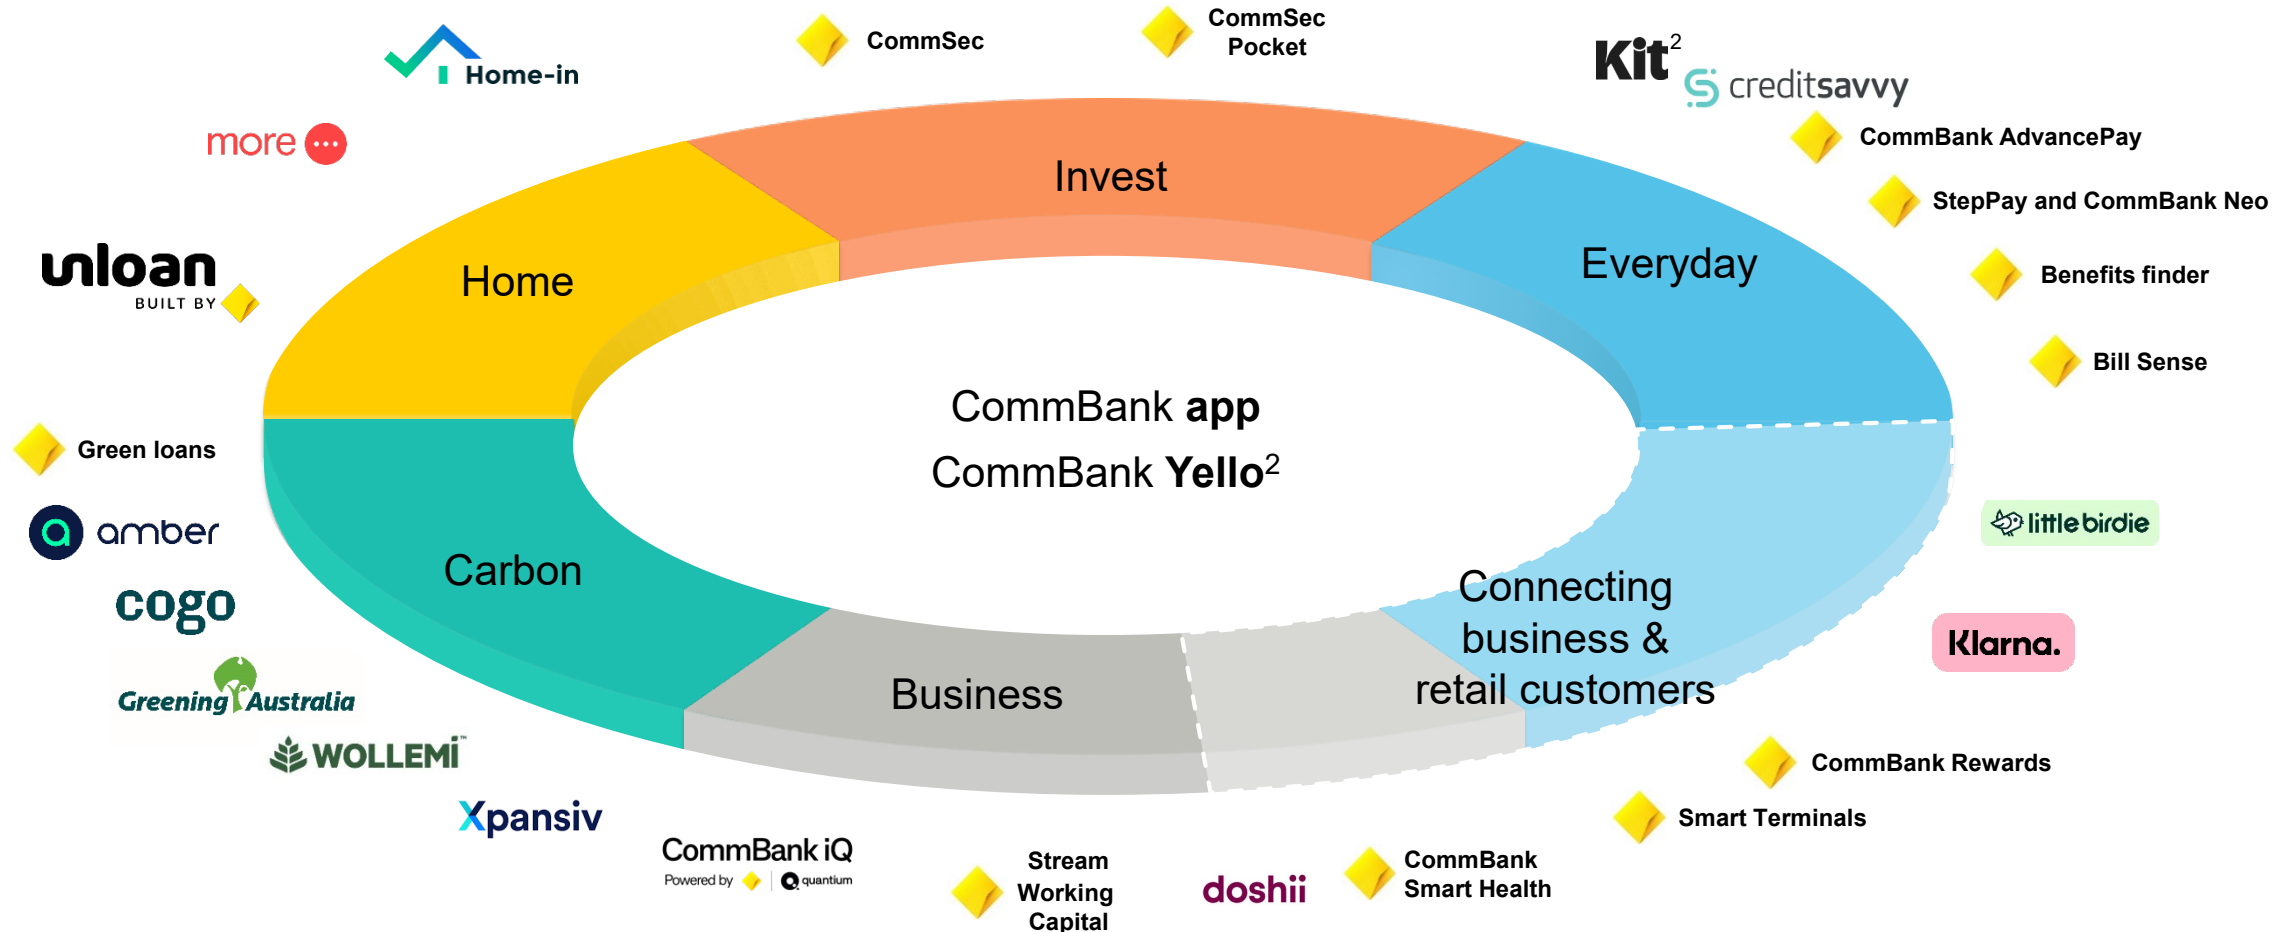 Home-in
CommSec
CommSec
Pocket
Kit2
creditsavvy
more
CommBank AdvancePay
Invest
StepPay and CommBank Neo
unloan
BUILT BY
Home
Everyday
Benefits finder
Bill Sense
CommBank app
CommBank Yello2
Green loans
amber
littlebirdie
Carbon
cogo
Connecting
business &
retail customers
Klarna.
Greening Australia
Business
WOLLEMI™
CommBank Rewards
Xpansiv
Smart Terminals
CommBank iQ
Powered by
quantium
Stream
Working
Capital
doshii
CommBank
Smart Health